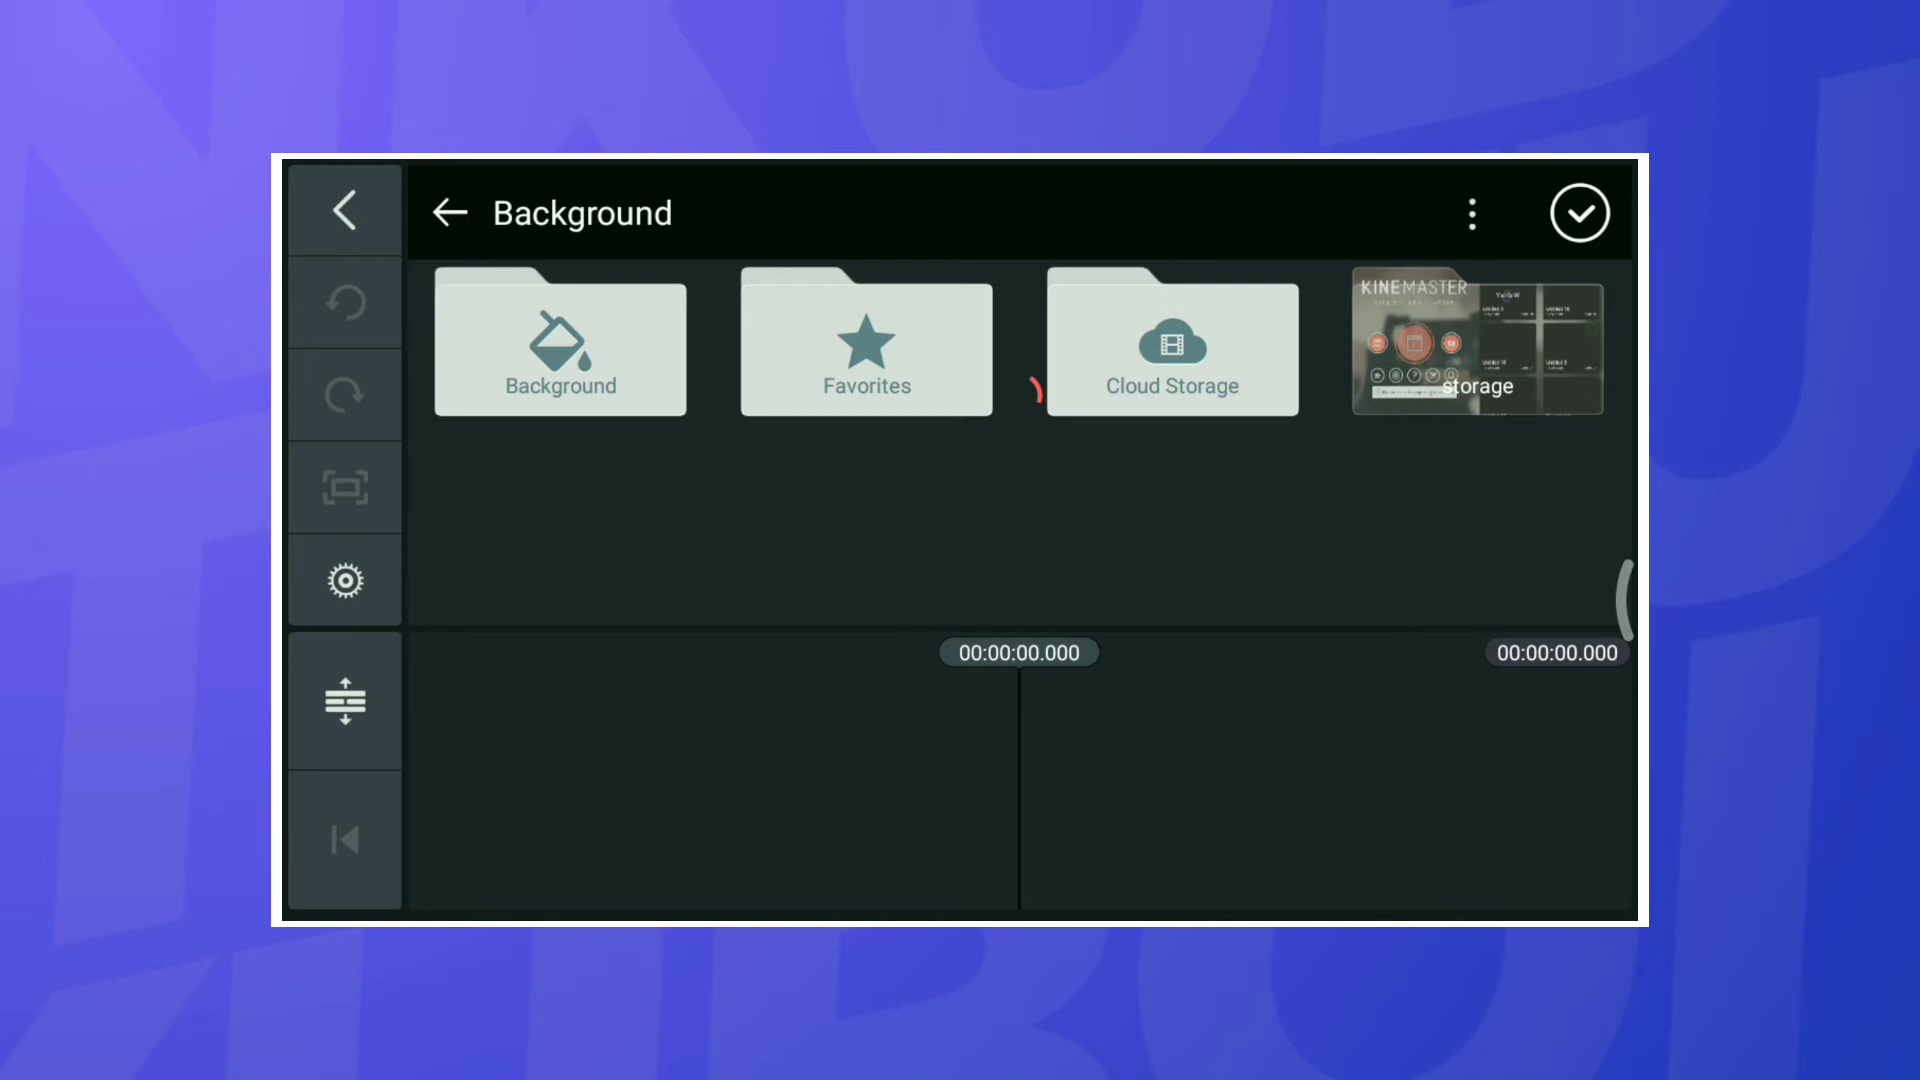 Background
Background
Favorites
Cloud Storage
KINEMASTER
storage
00:00:00.000
00:00:00.000